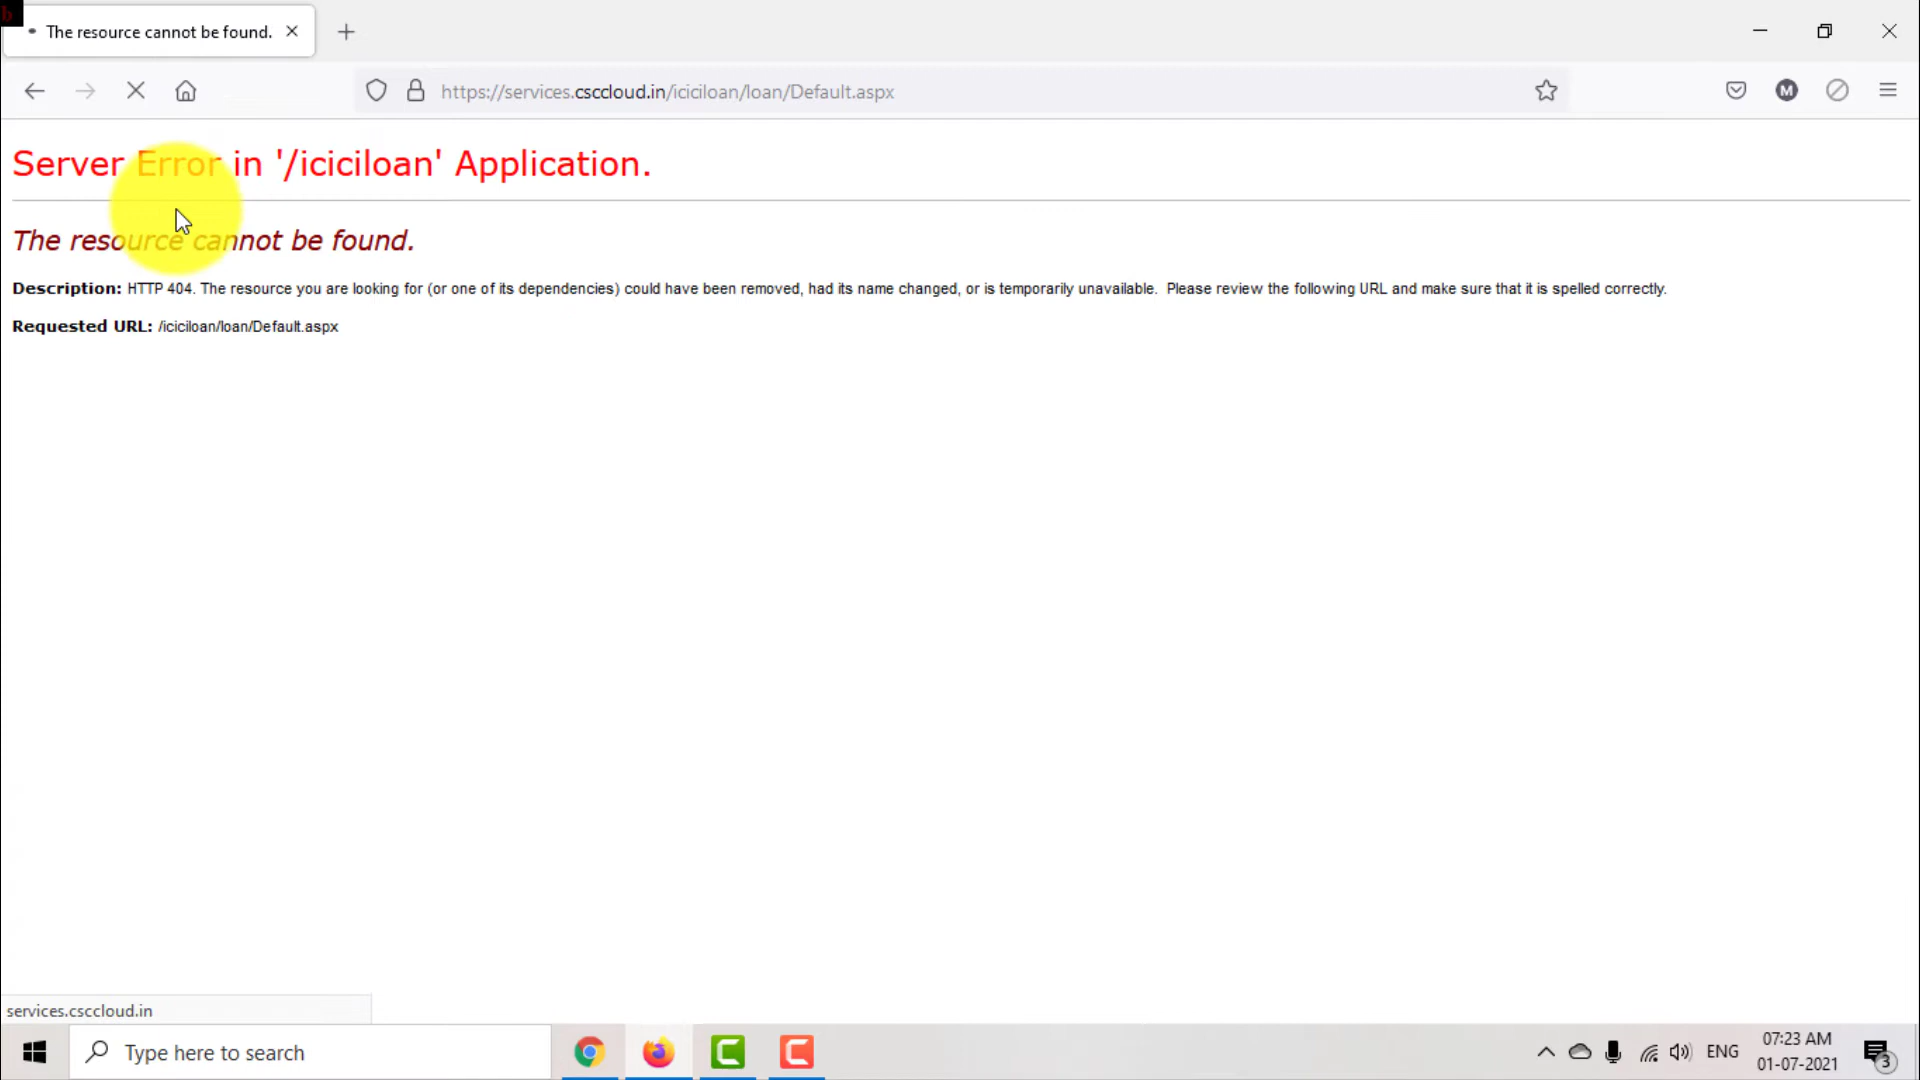 The resource cannot be found.
https://services.csccloud.in/iciciloan/loan/Default.aspx
M
Server Error in '/iciciloan' Application.
The resource cannot be found.
Description: HTTP 404. The resource you are looking for (or one of its dependencies) could have been removed, had its name changed, or is temporarily unavailable.  Please review the following URL and make sure that it is spelled correctly.
Requested URL: /iciciloan/loan/Default.aspx
services.csccloud.in
Type here to search
ENG
07:23 AM
01-07-2021
3